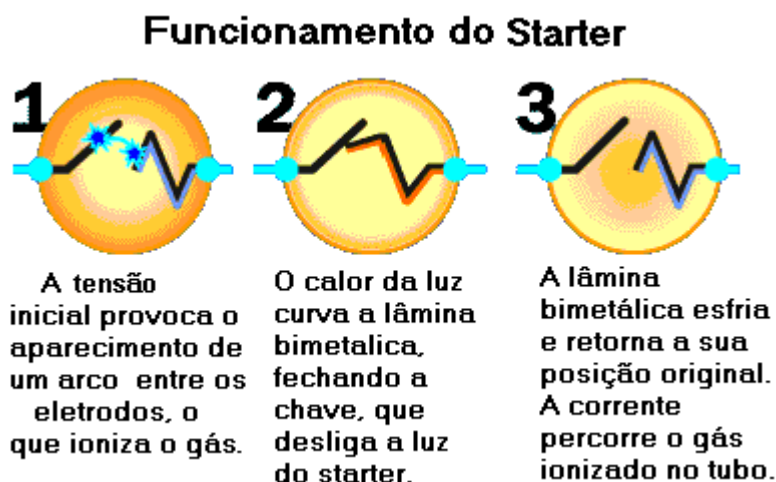 Funcionamento do Starter
1
A tensão
inicial provoca o
aparecimento de
um arco entre os
eletrodos, o
que ioniza o gás.
2
O calor da luz
curva a lâmina
bimetalica,
fechando a
chave, que
desliga a luz
do starter.
3
A lâmina
bimetálica esfria
e retorna a sua
posição original.
A corrente
percorre o gás
ionizado no tubo.